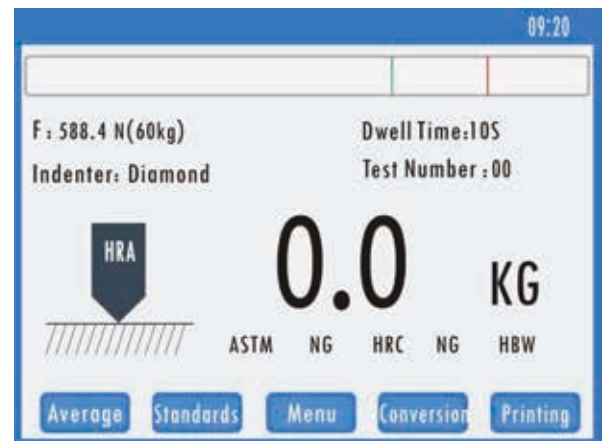 09:20
F: 588.4 N(60kg) Dwell Time:10S
Indenter: Diamond Test Number:00
HRA 0.0 KG
ASTM NG HRC NG HBW
Average Standards Menu Conversion Printing